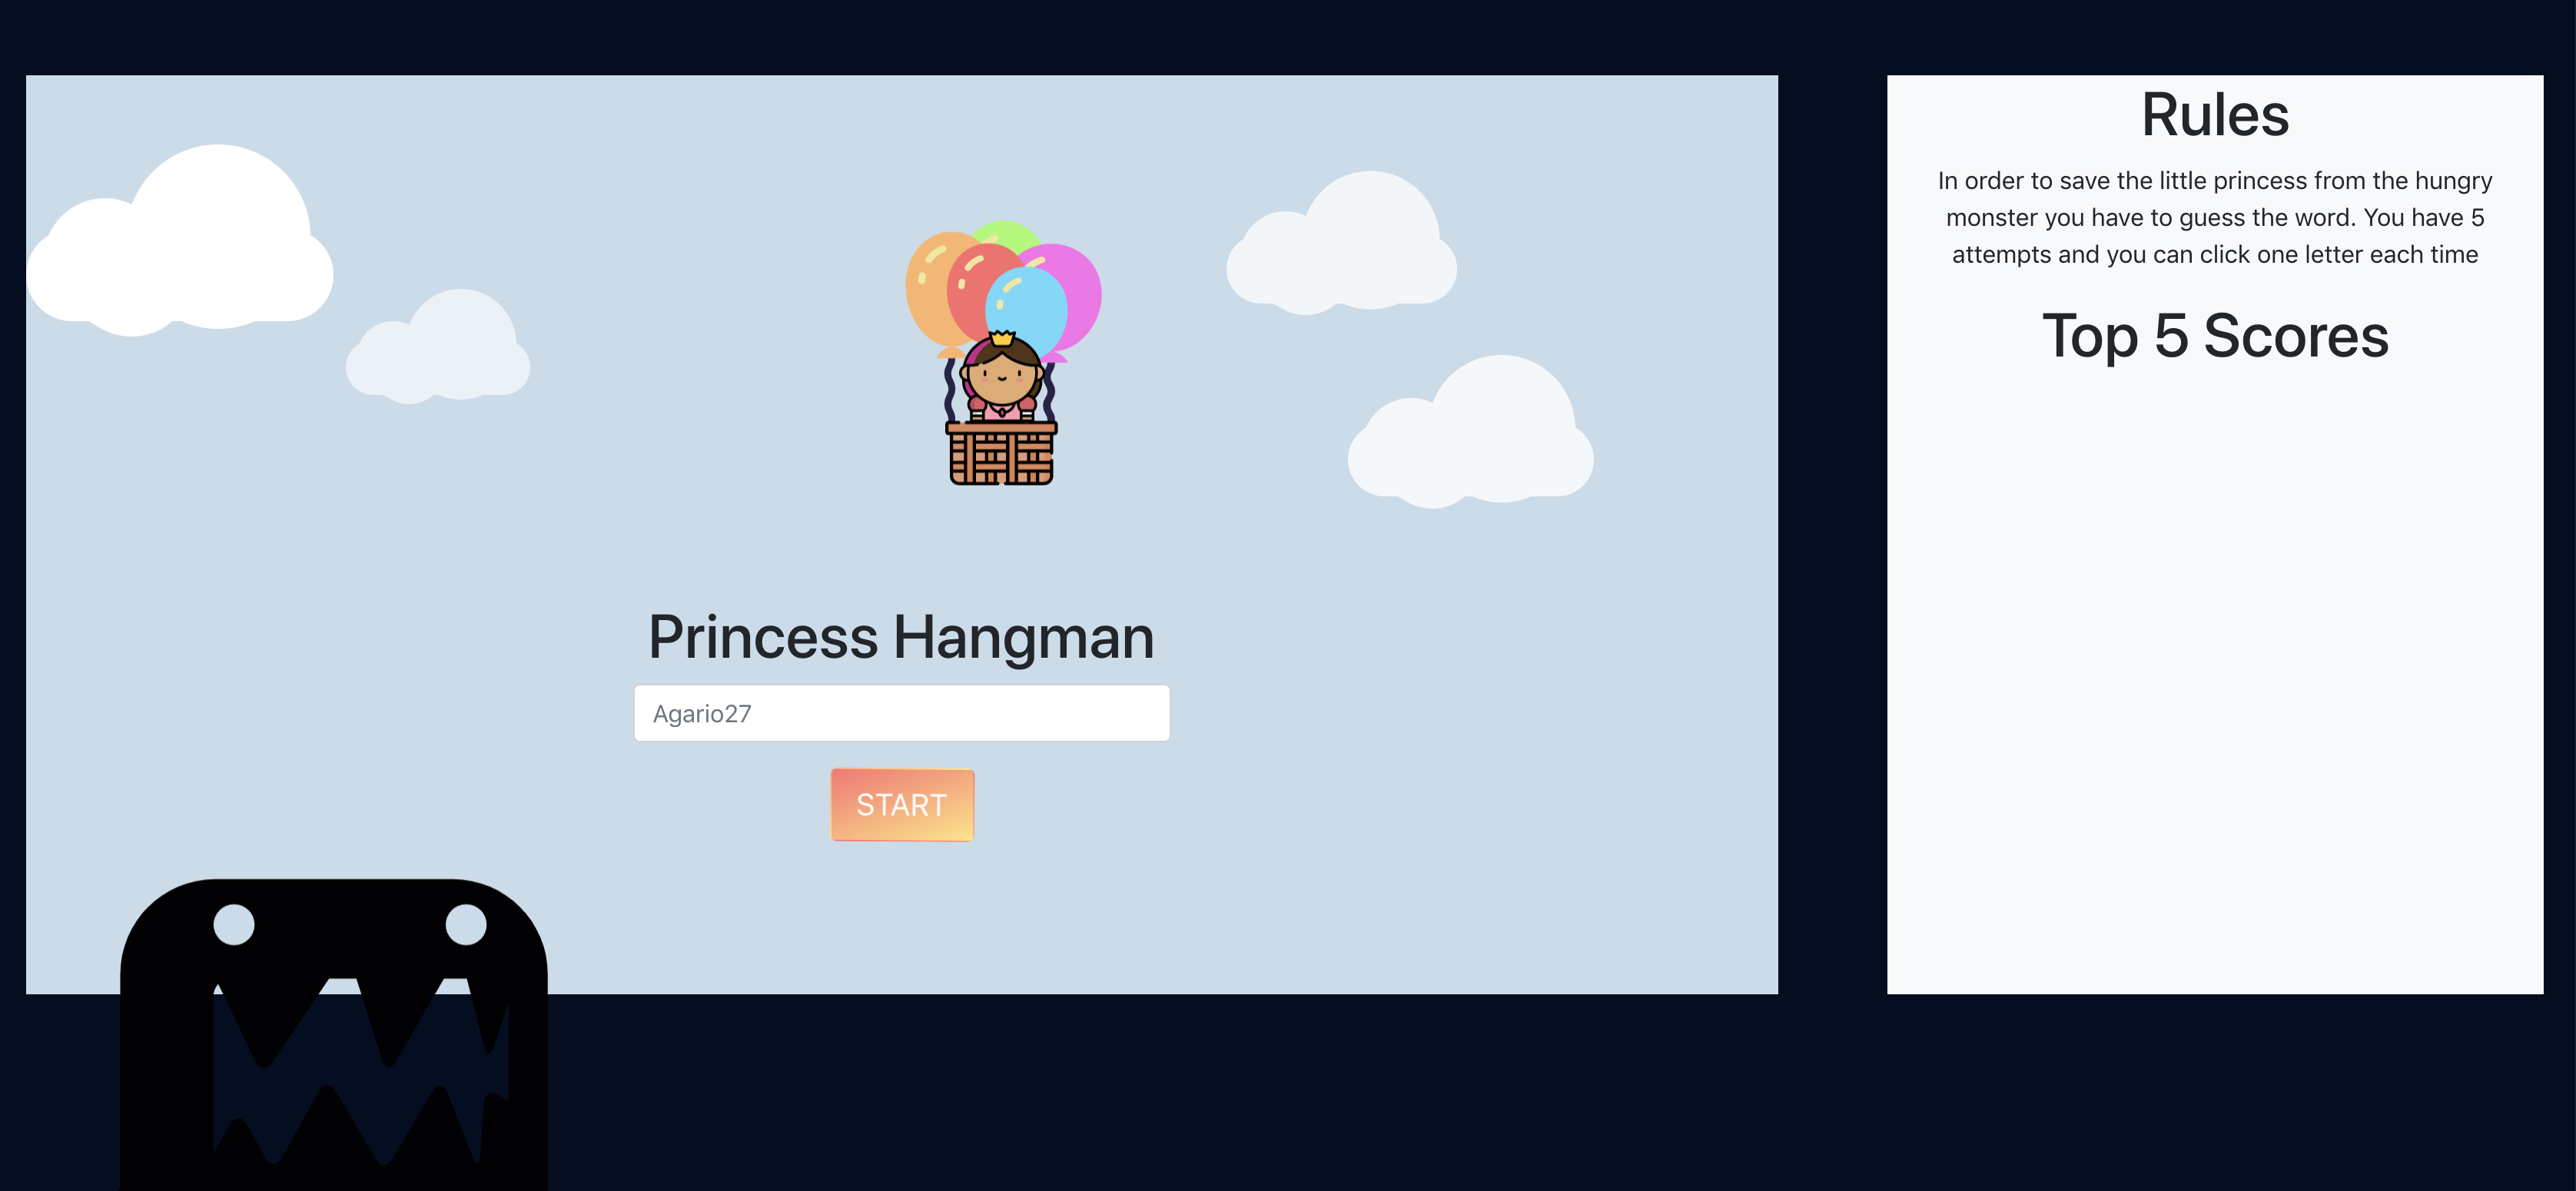 Princess Hangman
Agario27
START
Rules
In order to save the little princess from the hungry
monster you have to guess the word. You have 5
attempts and you can click one letter each time
Top 5 Scores